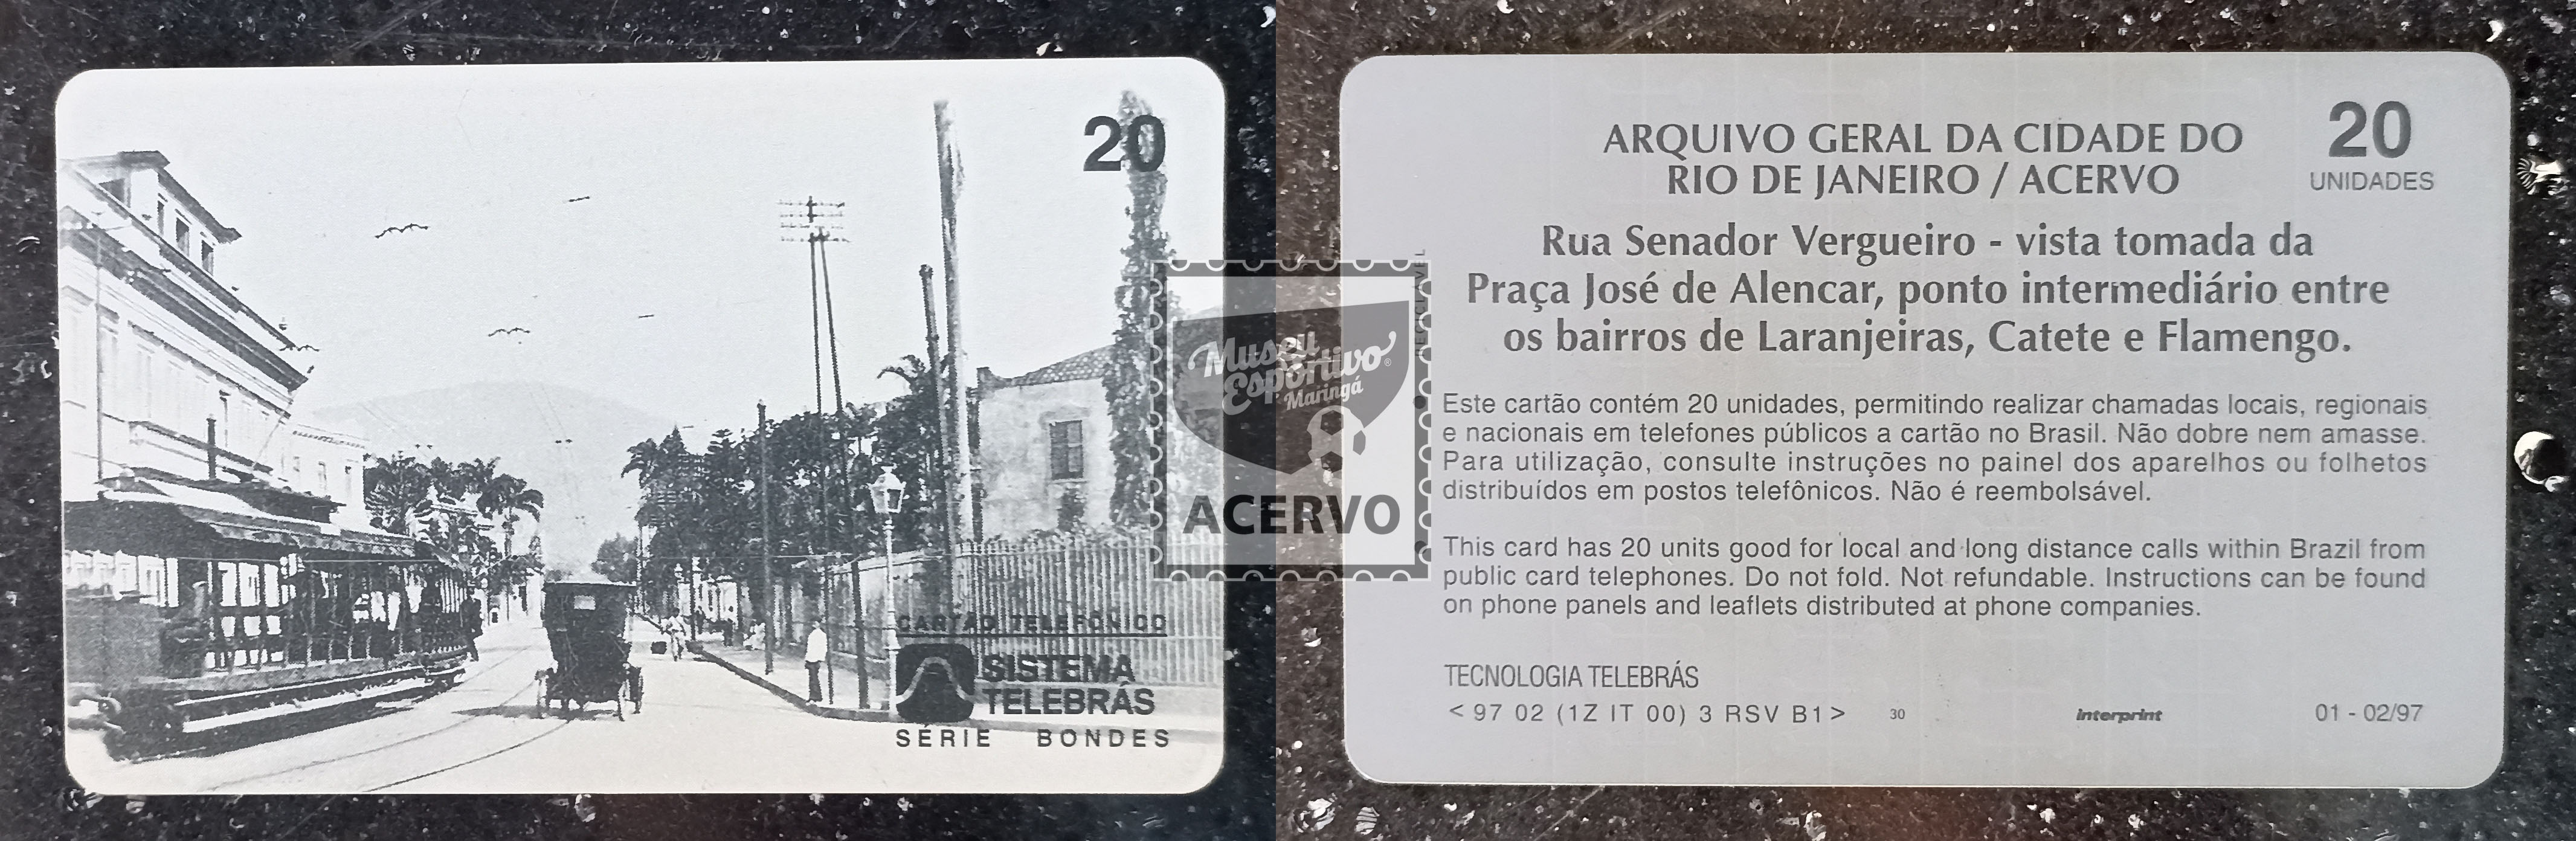 20
CARTÃO TELEFÔNICO
SISTEMA
TELEBRÁS
SÉRIE BONDES
Museu
Esportivo
Maringá
ACERVO
ARQUIVO GERAL DA CIDADE DO
RIO DE JANEIRO / ACERVO
20
UNIDADES
Rua Senador Vergueiro - vista tomada da
Praça José de Alencar, ponto intermediário entre
os bairros de Laranjeiras, Catete e Flamengo.
Este cartão contém 20 unidades, permitindo realizar chamadas locais, regionais
e nacionais em telefones públicos a cartão no Brasil. Não dobre nem amasse.
Para utilização, consulte instruções no painel dos aparelhos ou folhetos
distribuídos em postos telefônicos. Não é reembolsável.
This card has 20 units good for local and long distance calls within Brazil from
public card telephones. Do not fold. Not refundable. Instructions can be found
on phone panels and leaflets distributed at phone companies.
TECNOLOGIA TELEBRÁS
< 97 02 (1Z IT 00) 3 RSV B1 > 30 interprint 01 - 02/97